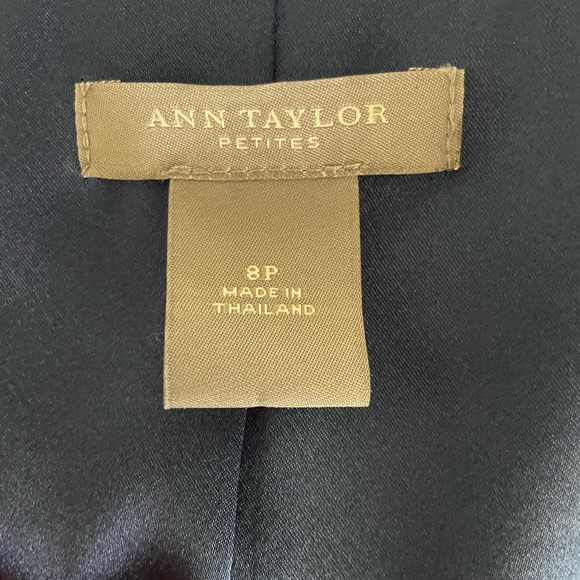 ANN TAYLOR
PETITES
8P
MADE IN
THAILAND